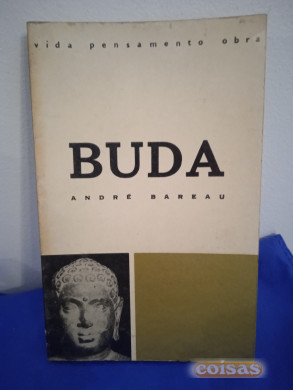 vida pensamento obra
BUDA
ANDRÉ BAREAU
coisas